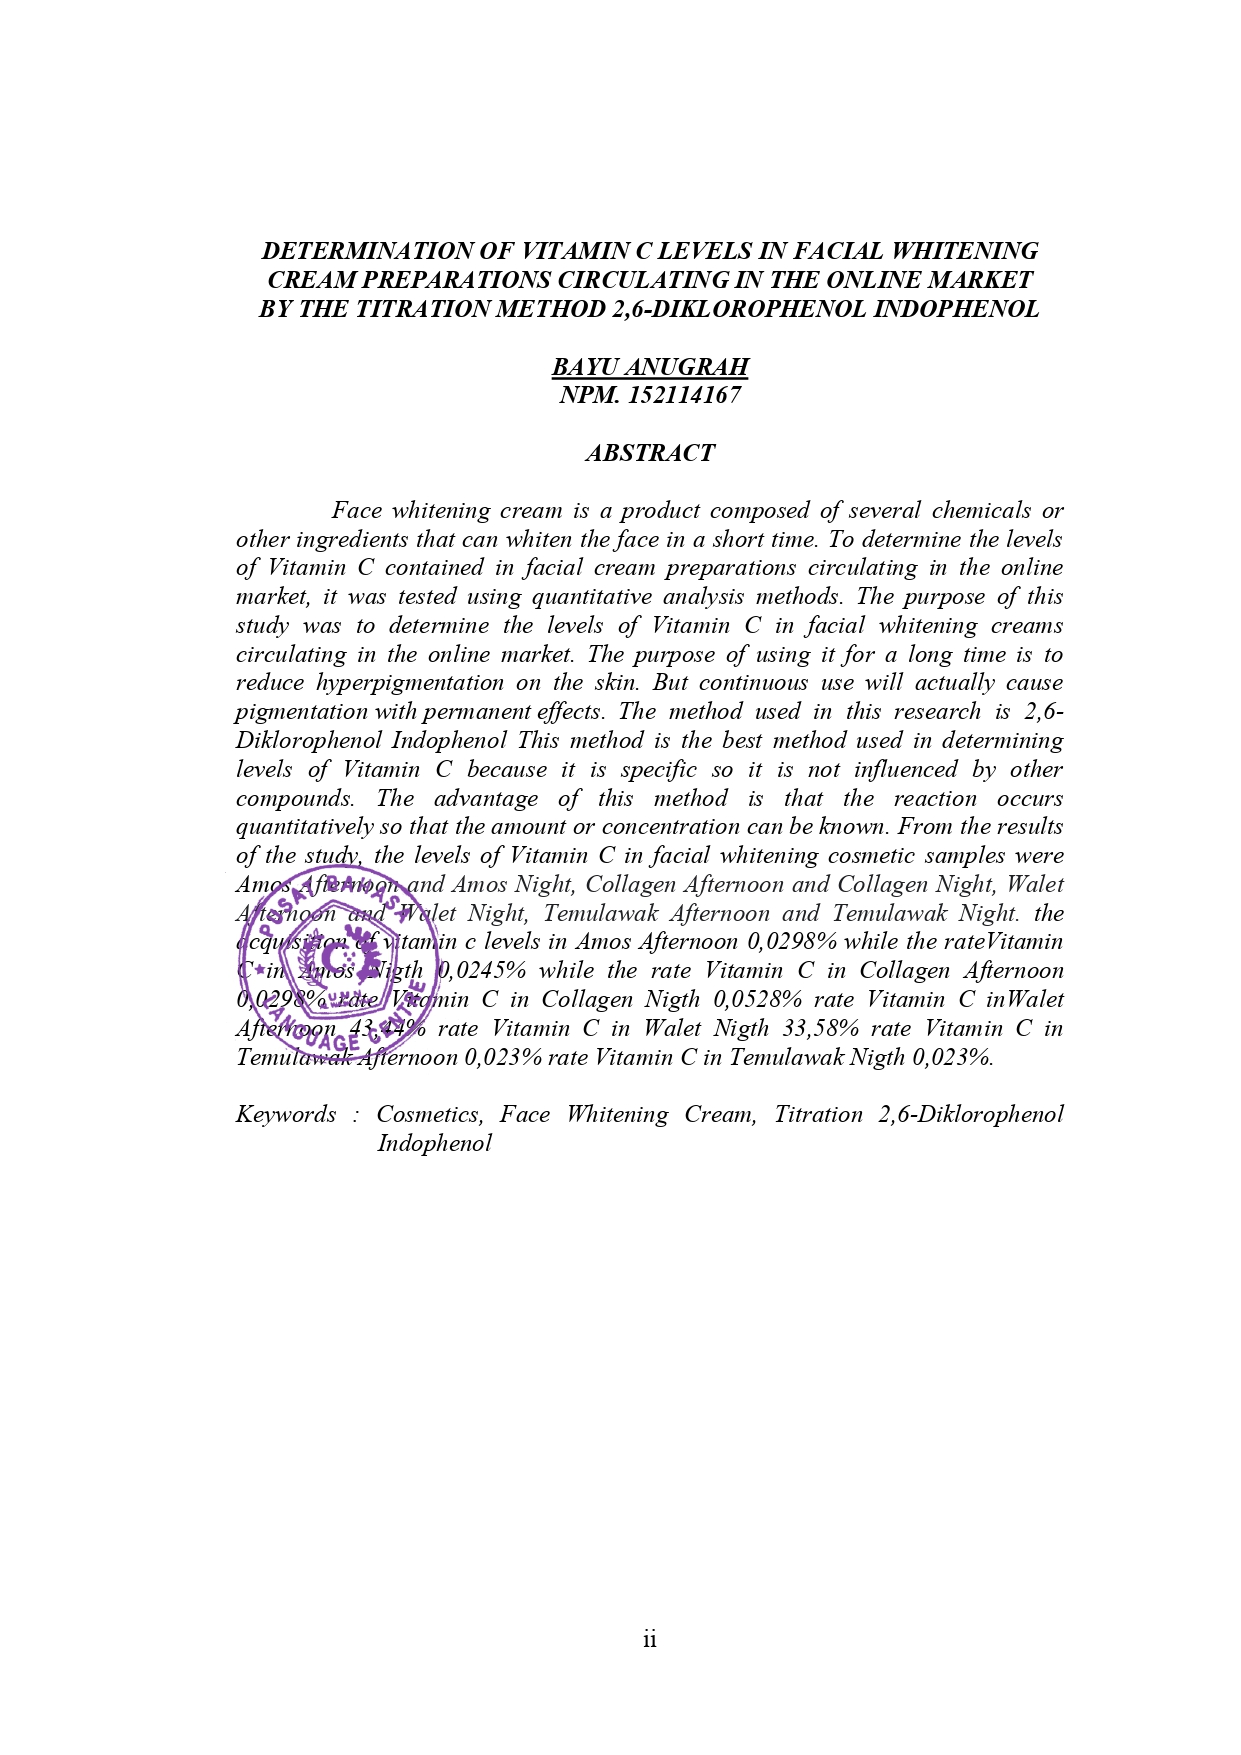 DETERMINATION OF VITAMIN C LEVELS IN FACIAL WHITENING
CREAM PREPARATIONS CIRCULATING IN THE ONLINE MARKET
BY THE TITRATION METHOD 2,6-DIKLOROPHENOL INDOPHENOL
BAYU ANUGRAH
NPM. 152114167
ABSTRACT
Face whitening cream is a product composed of several chemicals or
other ingredients that can whiten the face in a short time. To determine the levels
of Vitamin C contained in facial cream preparations circulating in the online
market, it was tested using quantitative analysis methods. The purpose of this
study was to determine the levels of Vitamin C in facial whitening creams
circulating in the online market. The purpose of using it for a long time is to
reduce hyperpigmentation on the skin. But continuous use will actually cause
pigmentation with permanent effects. The method used in this research is 2,6-
Diklorophenol Indophenol This method is the best method used in determining
levels of Vitamin C because it is specific so it is not influenced by other
compounds. The advantage of this method is that the reaction occurs
quantitatively so that the amount or concentration can be known. From the results
of the study, the levels of Vitamin C in facial whitening cosmetic samples were
Amos Afternoon and Amos Night, Collagen Afternoon and Collagen Night, Walet
Afternoon and Walet Night, Temulawak Afternoon and Temulawak Night. the
acquisition of vitamin c levels in Amos Afternoon 0,0298% while the rateVitamin
C in Amos Nigth 0,0245% while the rate Vitamin C in Collagen Afternoon
0,0298% rate Vitamin C in Collagen Nigth 0,0528% rate Vitamin C inWalet
Afternoon 43,44% rate Vitamin C in Walet Nigth 33,58% rate Vitamin C in
Temulawak Afternoon 0,023% rate Vitamin C in Temulawak Nigth 0,023%.
Keywords : Cosmetics, Face Whitening Cream, Titration 2,6-Diklorophenol
Indophenol
PUSAT BAHASA
UMN
LANGUAGE CENTRE
ii